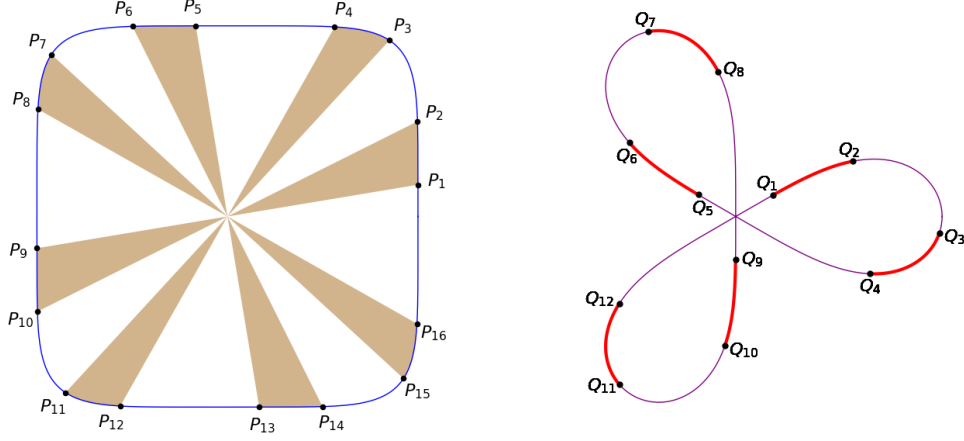 P₆ P₅ P₄ P₃
P₇
P₈
P₂
P₁
P₉
P₁₀
P₁₆
P₁₅
P₁₁ P₁₂ P₁₃ P₁₄
Q₇
Q₈
Q₆
Q₅ Q₁ Q₂
Q₃
Q₄
Q₉
Q₁₂
Q₁₀
Q₁₁